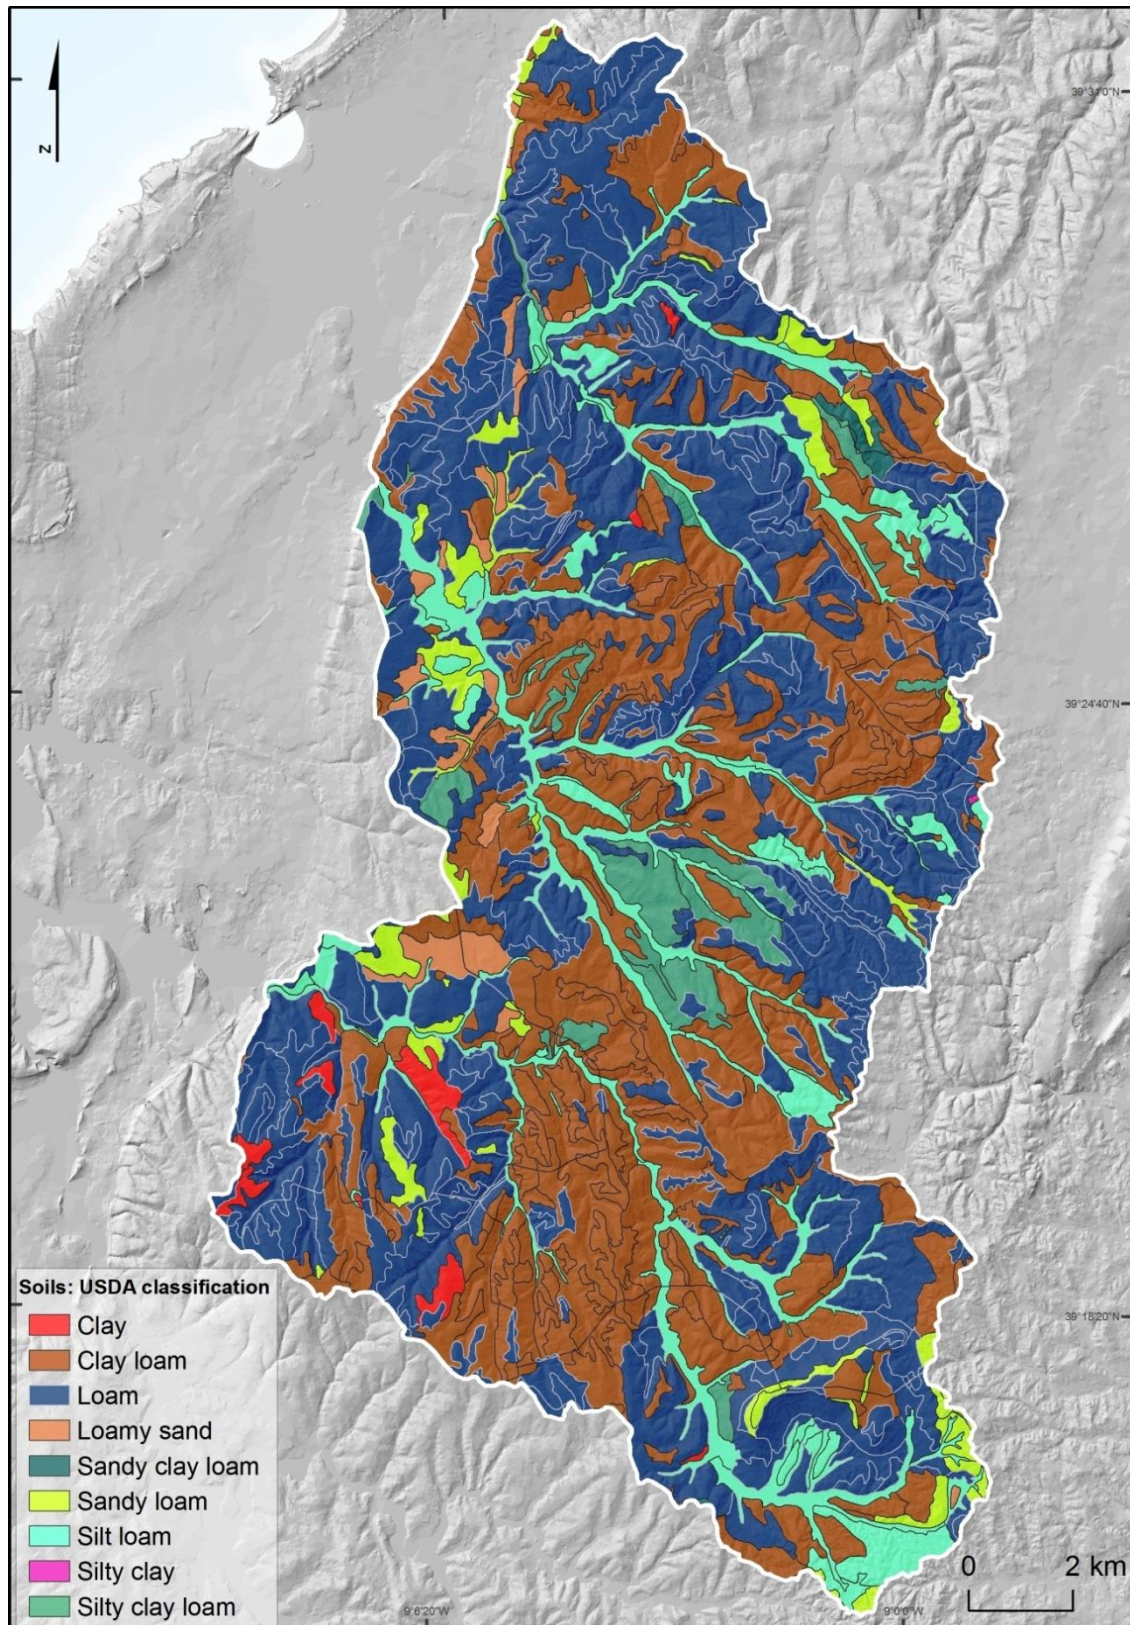 39°31'0"N
N
39°24'40"N
39°18'20"N
Soils: USDA classification
Clay
Clay loam
Loam
Loamy sand
Sandy clay loam
Sandy loam
Silt loam
Silty clay
Silty clay loam
0 2 km
9°6'20"W
9°0'0"W